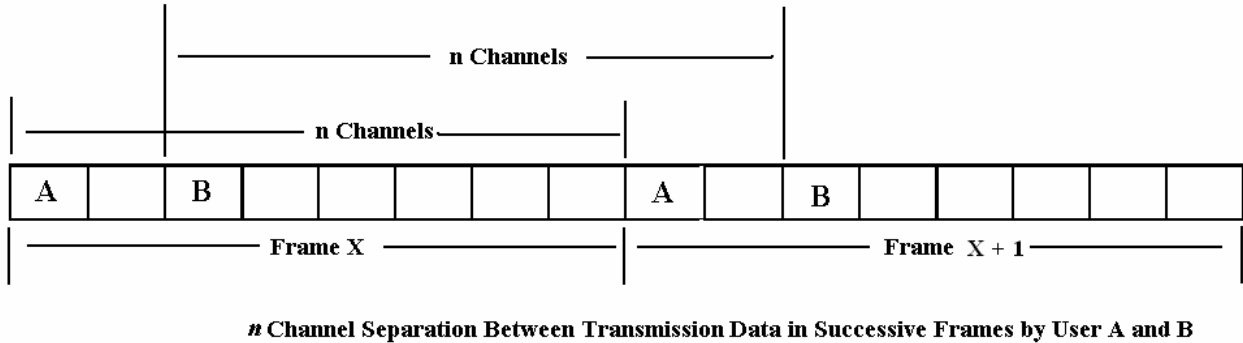 n Channels
n Channels
A B A B
Frame X Frame X + 1
n Channel Separation Between Transmission Data in Successive Frames by User A and B